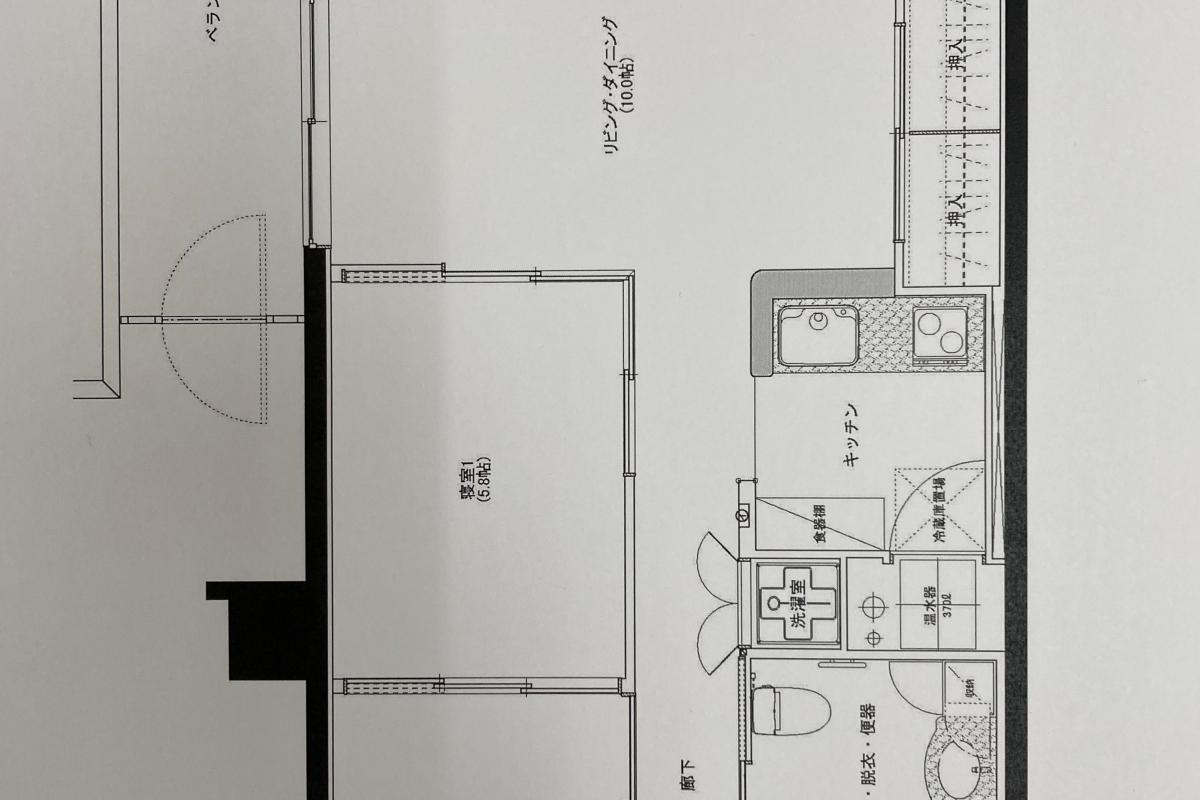 ベラン
リビング・ダイニング
(10.0帖)
押入
押入
キッチン
寝室1
(5.8帖)
食器棚
冷蔵庫置場
洗濯室
温水器
370ℓ
収納
・脱衣・便器
廊下